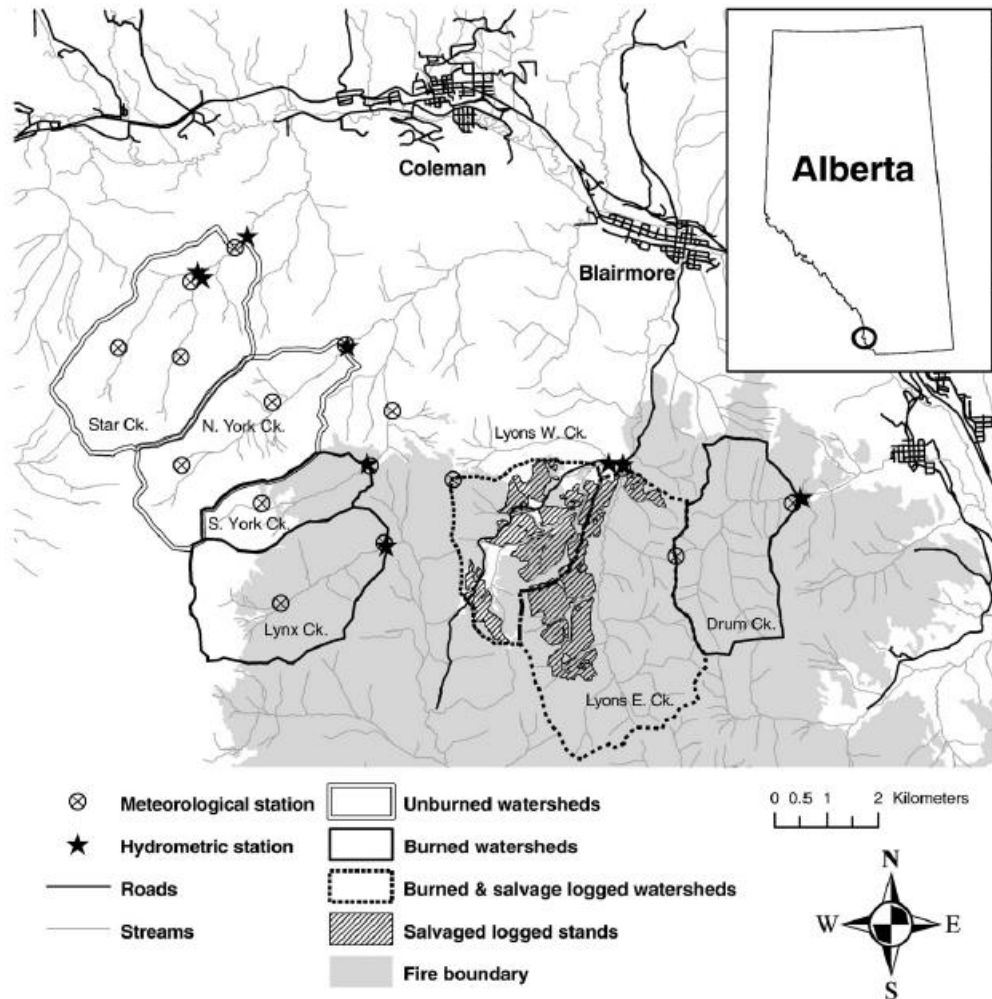 Coleman
Alberta
Blairmore
Star Ck.
N. York Ck.
Lyons W. Ck.
S. York Ck.
Lynx Ck.
Drum Ck.
Lyons E. Ck.
Meteorological station
Unburned watersheds
0 0.5 1 2 Kilometers
Hydrometric station
Burned watersheds
Roads
Burned & salvage logged watersheds
Streams
Salvaged logged stands
Fire boundary
N
W E
S